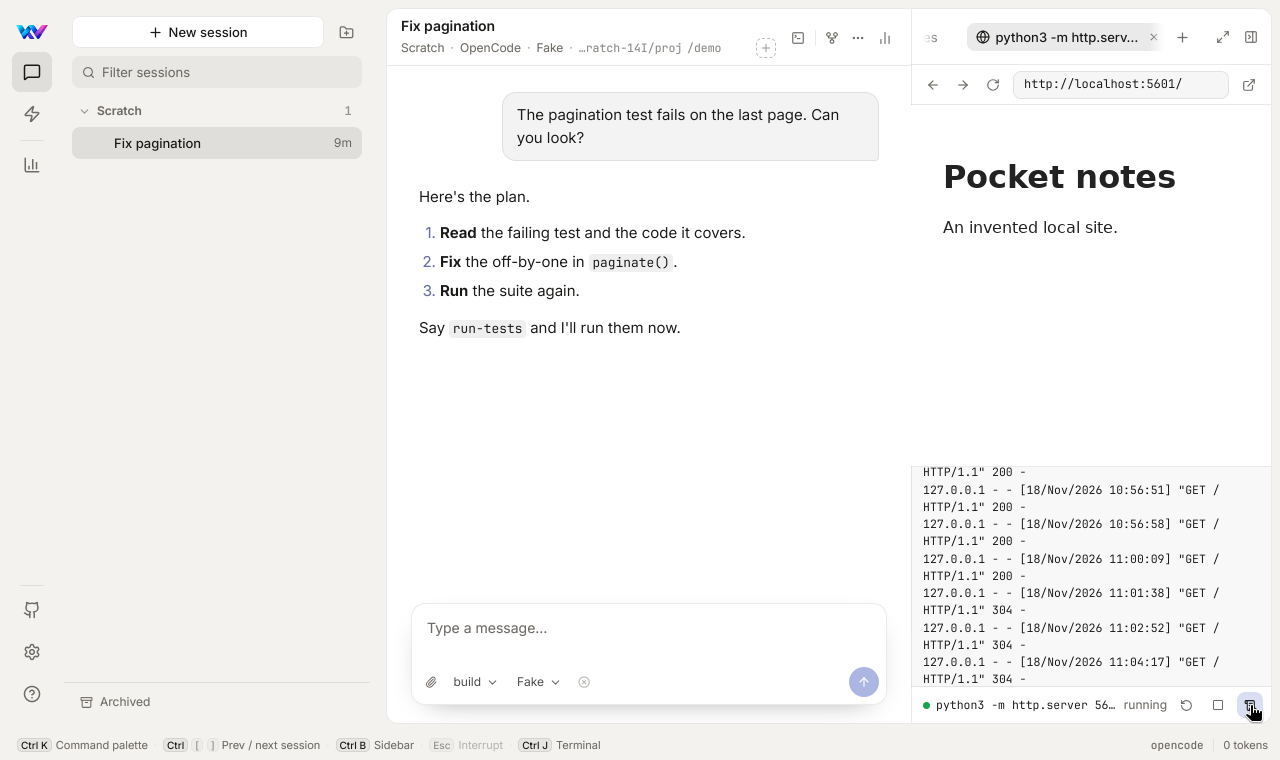 New session
Filter sessions
Scratch 1
Fix pagination 9m
Archived
Fix pagination
Scratch · OpenCode · Fake · …ratch-14I/proj /demo
The pagination test fails on the last page. Can
you look?
Here's the plan.
1. Read the failing test and the code it covers.
2. Fix the off-by-one in paginate().
3. Run the suite again.
Say run-tests and I'll run them now.
Type a message...
build Fake
es python3 -m http.serv...
http://localhost:5601/
Pocket notes
An invented local site.
HTTP/1.1" 200 -
127.0.0.1 - - [18/Nov/2026 10:56:51] "GET /
HTTP/1.1" 200 -
127.0.0.1 - - [18/Nov/2026 10:56:58] "GET /
HTTP/1.1" 200 -
127.0.0.1 - - [18/Nov/2026 11:00:09] "GET /
HTTP/1.1" 200 -
127.0.0.1 - - [18/Nov/2026 11:01:38] "GET /
HTTP/1.1" 304 -
127.0.0.1 - - [18/Nov/2026 11:02:52] "GET /
HTTP/1.1" 304 -
127.0.0.1 - - [18/Nov/2026 11:04:17] "GET /
HTTP/1.1" 304 -
python3 -m http.server 56… running
Ctrl K Command palette Ctrl [ ] Prev / next session Ctrl B Sidebar Esc Interrupt Ctrl J Terminal opencode 0 tokens